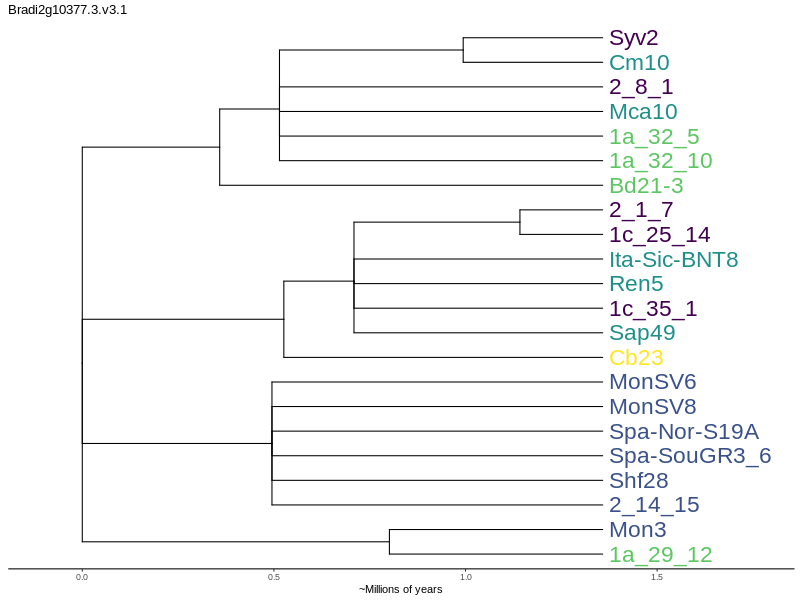 Bradi2g10377.3.v3.1
Syv2
Cm10
2_8_1
Mca10
1a_32_5
1a_32_10
Bd21-3
2_1_7
1c_25_14
Ita-Sic-BNT8
Ren5
1c_35_1
Sap49
Cb23
MonSV6
MonSV8
Spa-Nor-S19A
Spa-SouGR3_6
Shf28
2_14_15
Mon3
1a_29_12
0.0 0.5 1.0 1.5
~Millions of years